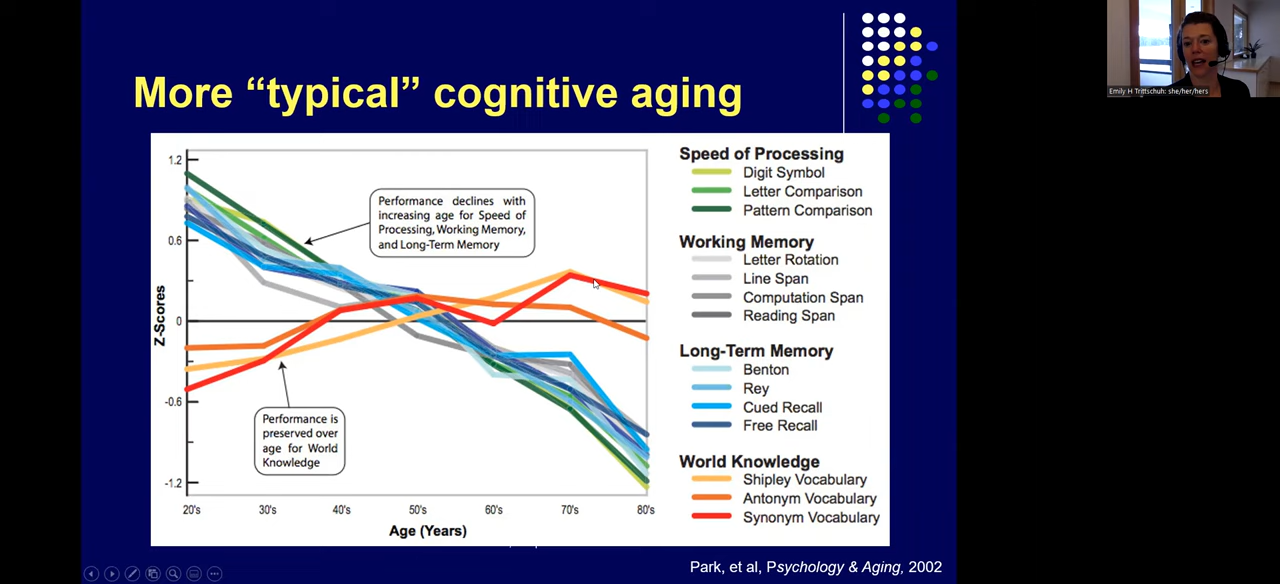 More “typical” cognitive aging
Emily H Trittschuh: she/her/hers
1.2
0.6
0
-0.6
-1.2
Z-Scores
Performance declines with
increasing age for Speed of
Processing, Working Memory,
and Long-Term Memory
Performance is
preserved over
age for World
Knowledge
20's 30's 40's 50's 60's 70's 80's
Age (Years)
Speed of Processing
Digit Symbol
Letter Comparison
Pattern Comparison
Working Memory
Letter Rotation
Line Span
Computation Span
Reading Span
Long-Term Memory
Benton
Rey
Cued Recall
Free Recall
World Knowledge
Shipley Vocabulary
Antonym Vocabulary
Synonym Vocabulary
Park, et al, Psychology & Aging, 2002